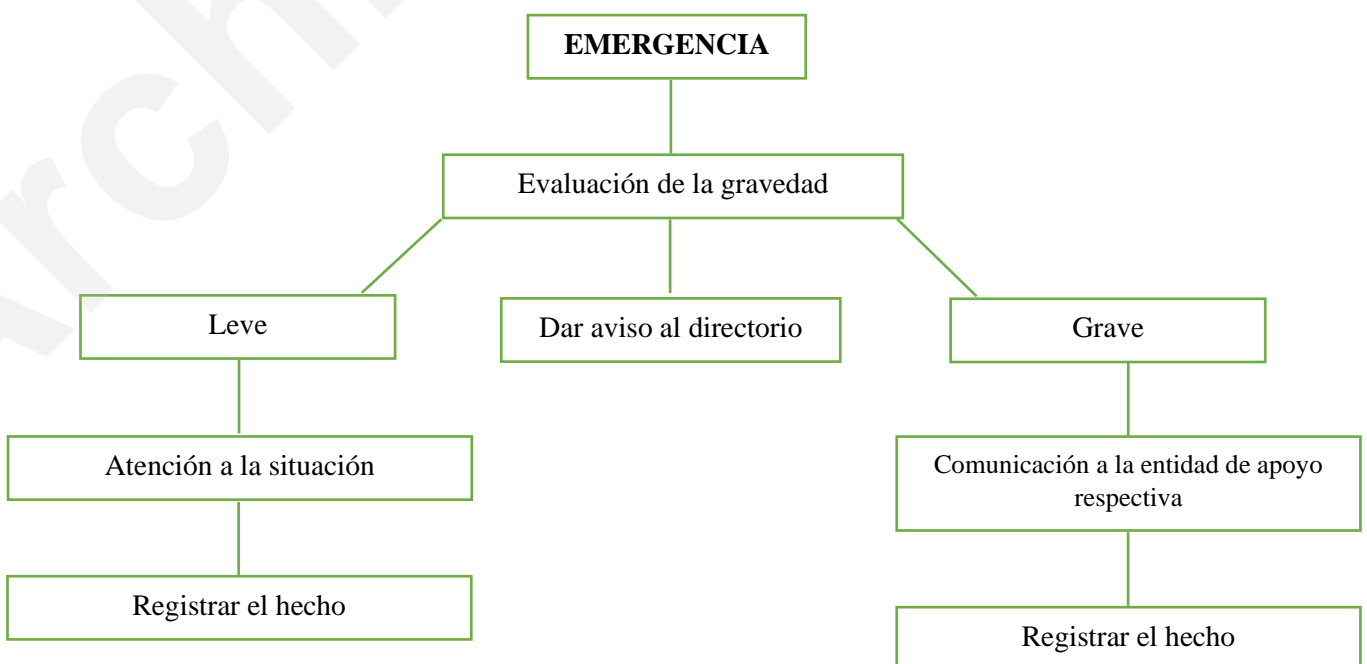 EMERGENCIA
Evaluación de la gravedad
Leve
Dar aviso al directorio
Grave
Atención a la situación
Comunicación a la entidad de apoyo
respectiva
Registrar el hecho
Registrar el hecho